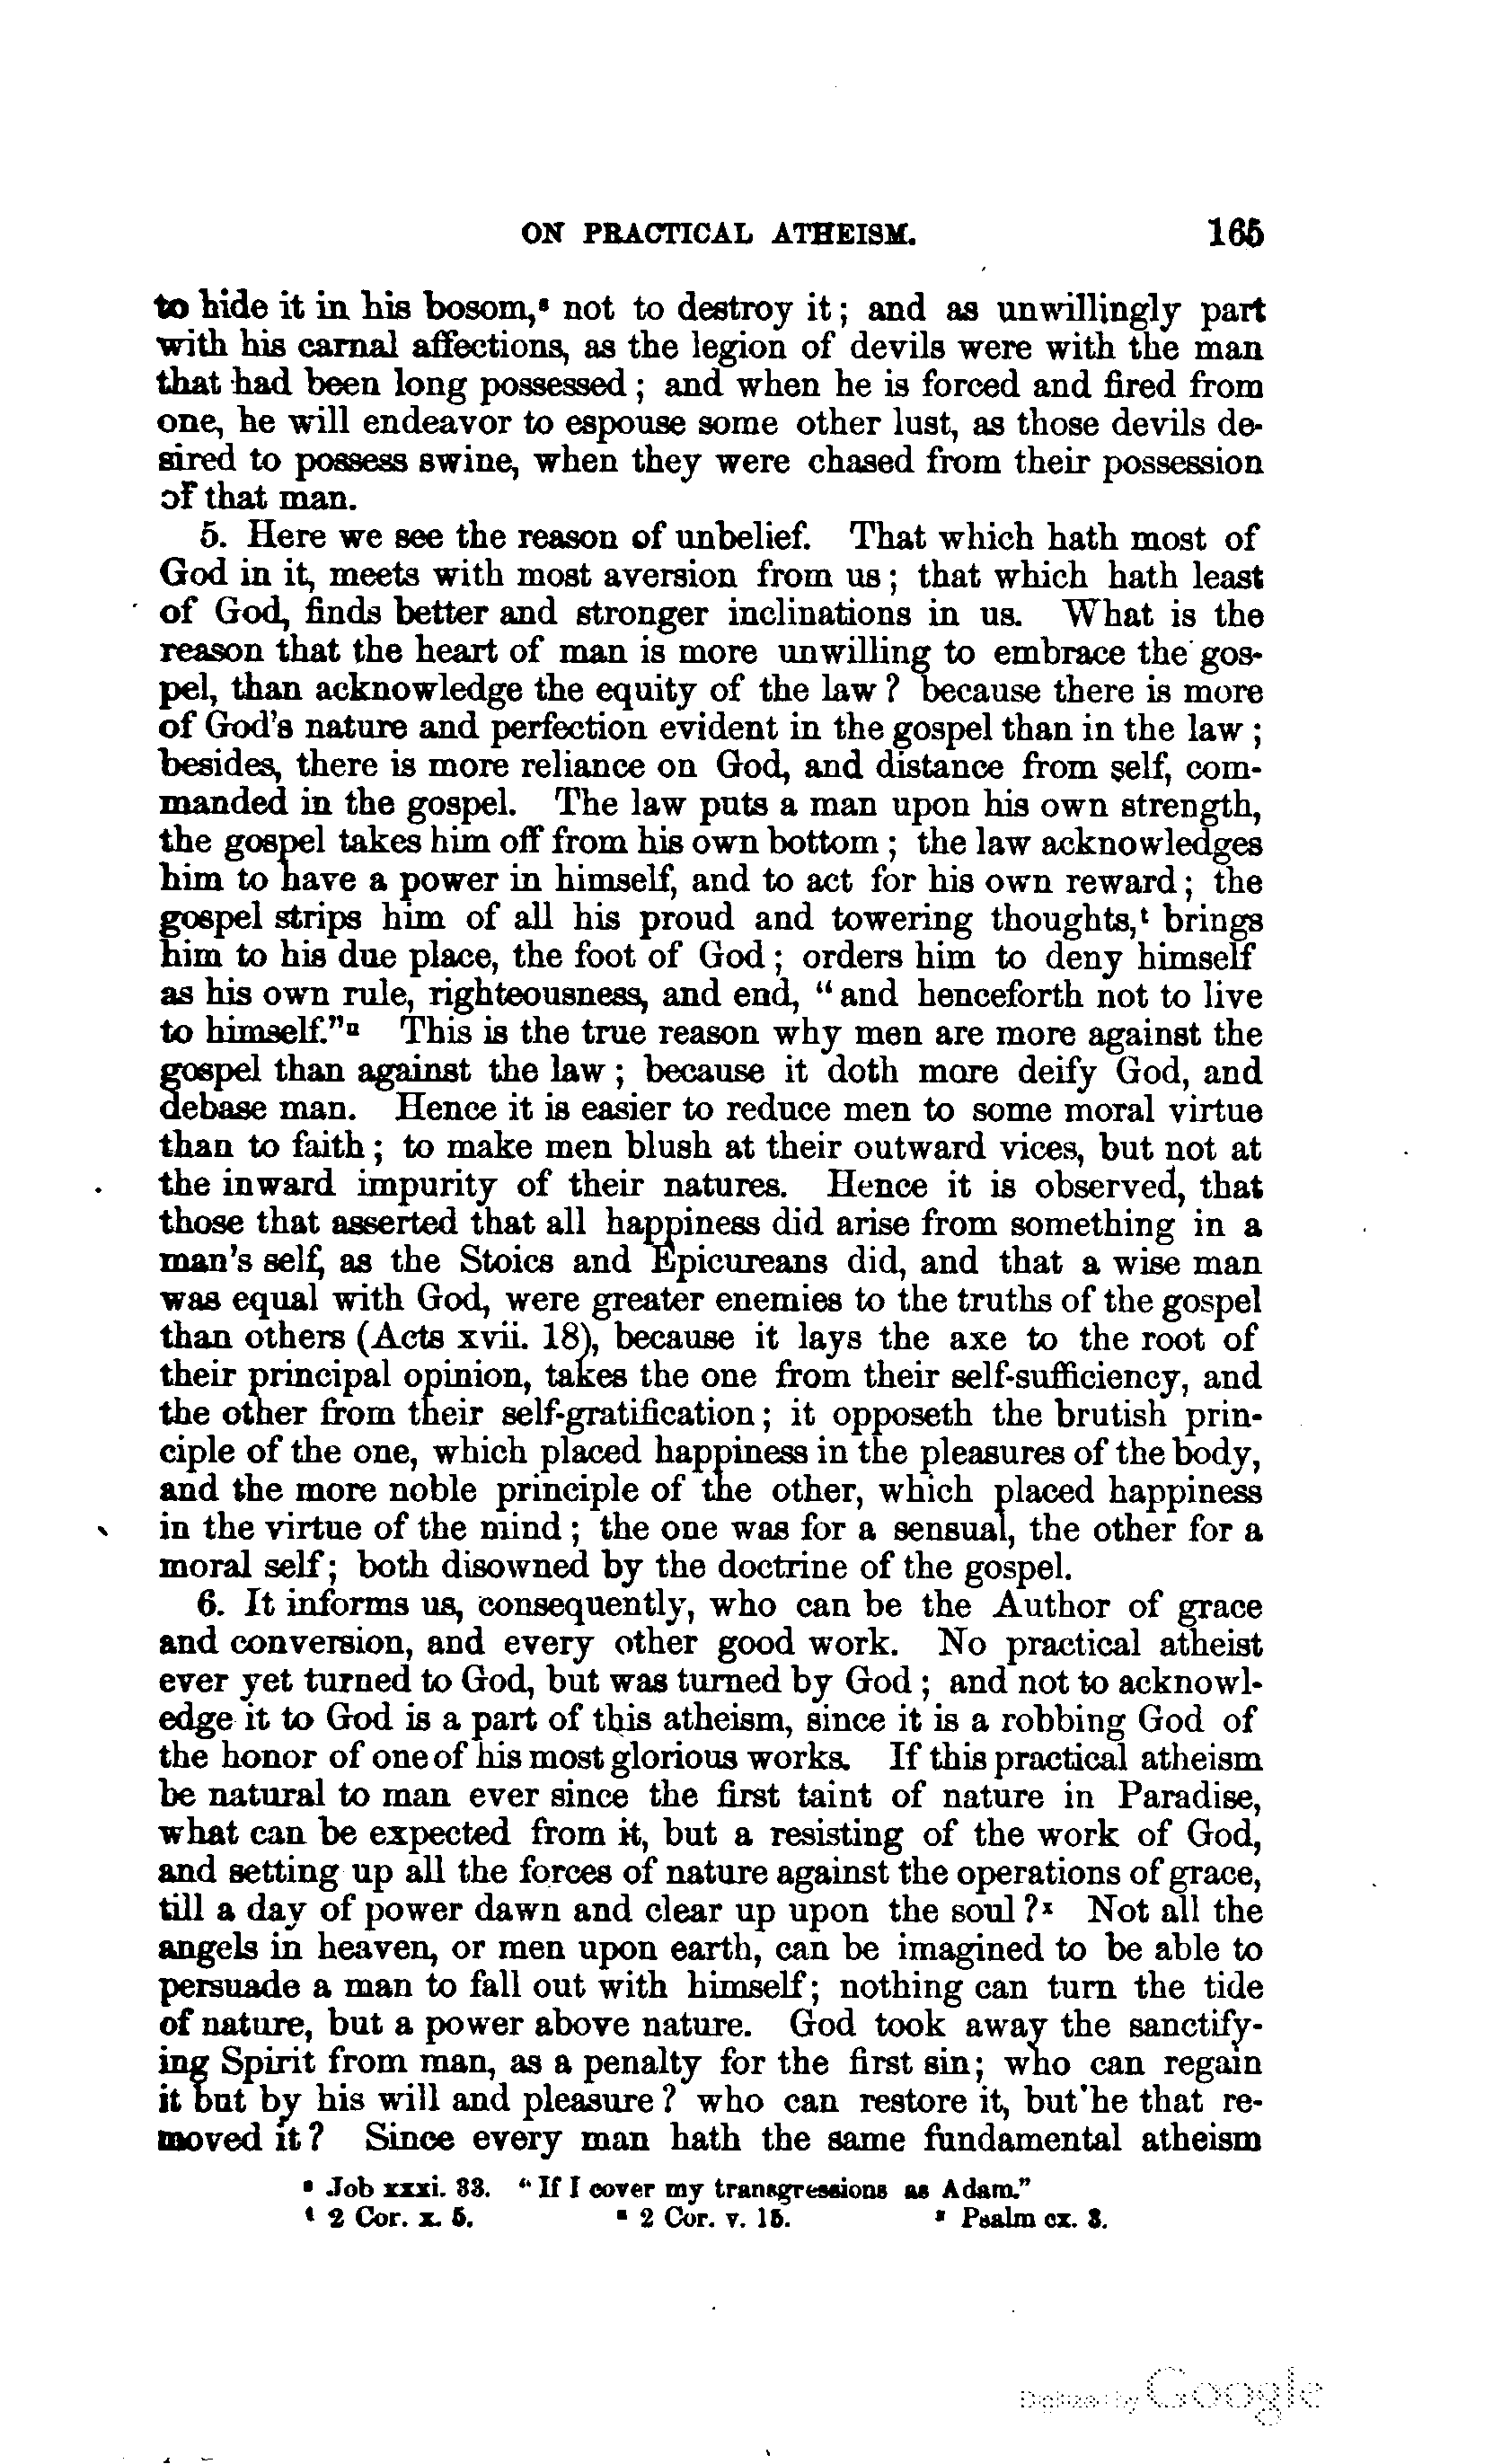 ON PRACTICAL ATHEISM. 165
to hide it in his bosom,ˢ not to destroy it; and as unwillingly part
with his carnal affections, as the legion of devils were with the man
that had been long possessed; and when he is forced and fired from
one, he will endeavor to espouse some other lust, as those devils de-
sired to possess swine, when they were chased from their possession
of that man.
5. Here we see the reason of unbelief. That which hath most of
God in it, meets with most aversion from us; that which hath least
of God, finds better and stronger inclinations in us. What is the
reason that the heart of man is more unwilling to embrace the gos-
pel, than acknowledge the equity of the law? because there is more
of God's nature and perfection evident in the gospel than in the law;
besides, there is more reliance on God, and distance from self, com-
manded in the gospel. The law puts a man upon his own strength,
the gospel takes him off from his own bottom; the law acknowledges
him to have a power in himself, and to act for his own reward; the
gospel strips him of all his proud and towering thoughts,ᵗ brings
him to his due place, the foot of God; orders him to deny himself
as his own rule, righteousness, and end, "and henceforth not to live
to himself."ᵘ This is the true reason why men are more against the
gospel than against the law; because it doth more deify God, and
debase man. Hence it is easier to reduce men to some moral virtue
than to faith; to make men blush at their outward vices, but not at
the inward impurity of their natures. Hence it is observed, that
those that asserted that all happiness did arise from something in a
man's self, as the Stoics and Epicureans did, and that a wise man
was equal with God, were greater enemies to the truths of the gospel
than others (Acts xvii. 18), because it lays the axe to the root of
their principal opinion, takes the one from their self-sufficiency, and
the other from their self-gratification; it opposeth the brutish prin-
ciple of the one, which placed happiness in the pleasures of the body,
and the more noble principle of the other, which placed happiness
in the virtue of the mind; the one was for a sensual, the other for a
moral self; both disowned by the doctrine of the gospel.
6. It informs us, consequently, who can be the Author of grace
and conversion, and every other good work. No practical atheist
ever yet turned to God, but was turned by God; and not to acknowl-
edge it to God is a part of this atheism, since it is a robbing God of
the honor of one of his most glorious works. If this practical atheism
be natural to man ever since the first taint of nature in Paradise,
what can be expected from it, but a resisting of the work of God,
and setting up all the forces of nature against the operations of grace,
till a day of power dawn and clear up upon the soul?ˣ Not all the
angels in heaven, or men upon earth, can be imagined to be able to
persuade a man to fall out with himself; nothing can turn the tide
of nature, but a power above nature. God took away the sanctify-
ing Spirit from man, as a penalty for the first sin; who can regain
it but by his will and pleasure? who can restore it, but he that re-
moved it? Since every man hath the same fundamental atheism
ˢ Job xxxi. 33. "If I cover my transgressions as Adam."
ᵗ 2 Cor. x. 5. ᵘ 2 Cor. v. 15. ˣ Psalm cx. 3.
Digitized by Google